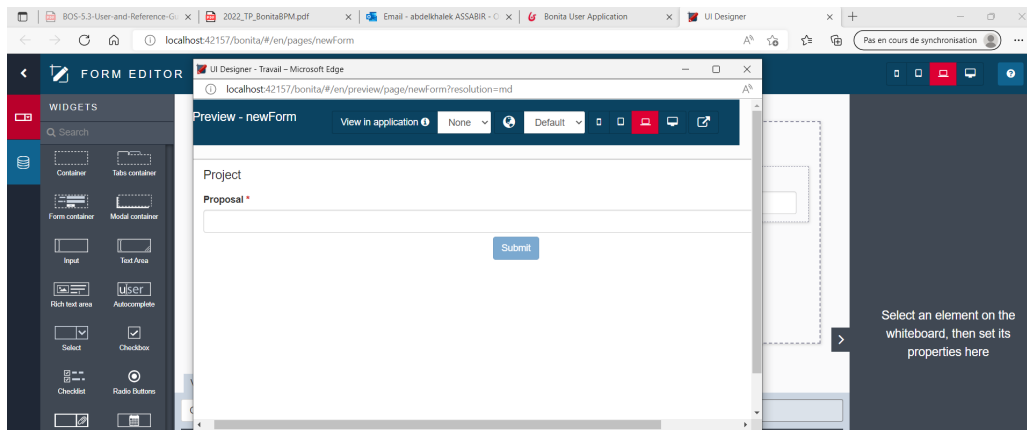 BOS-5.3-User-and-Reference-Gu
2022_TP_BonitaBPM.pdf
Email - abdelkhalek ASSABIR - O
Bonita User Application
UI Designer
localhost:42157/bonita/#/en/pages/newForm
Pas en cours de synchronisation
FORM EDITOR
UI Designer - Travail – Microsoft Edge
localhost:42157/bonita/#/en/preview/page/newForm?resolution=md
WIDGETS
Search
Container
Tabs container
Form container
Modal container
Input
Text Area
Rich text area
user
Autocomplete
Select
Checkbox
Checklist
Radio Buttons
Preview - newForm
View in application
None
Default
Project
Proposal *
Submit
Select an element on the
whiteboard, then set its
properties here